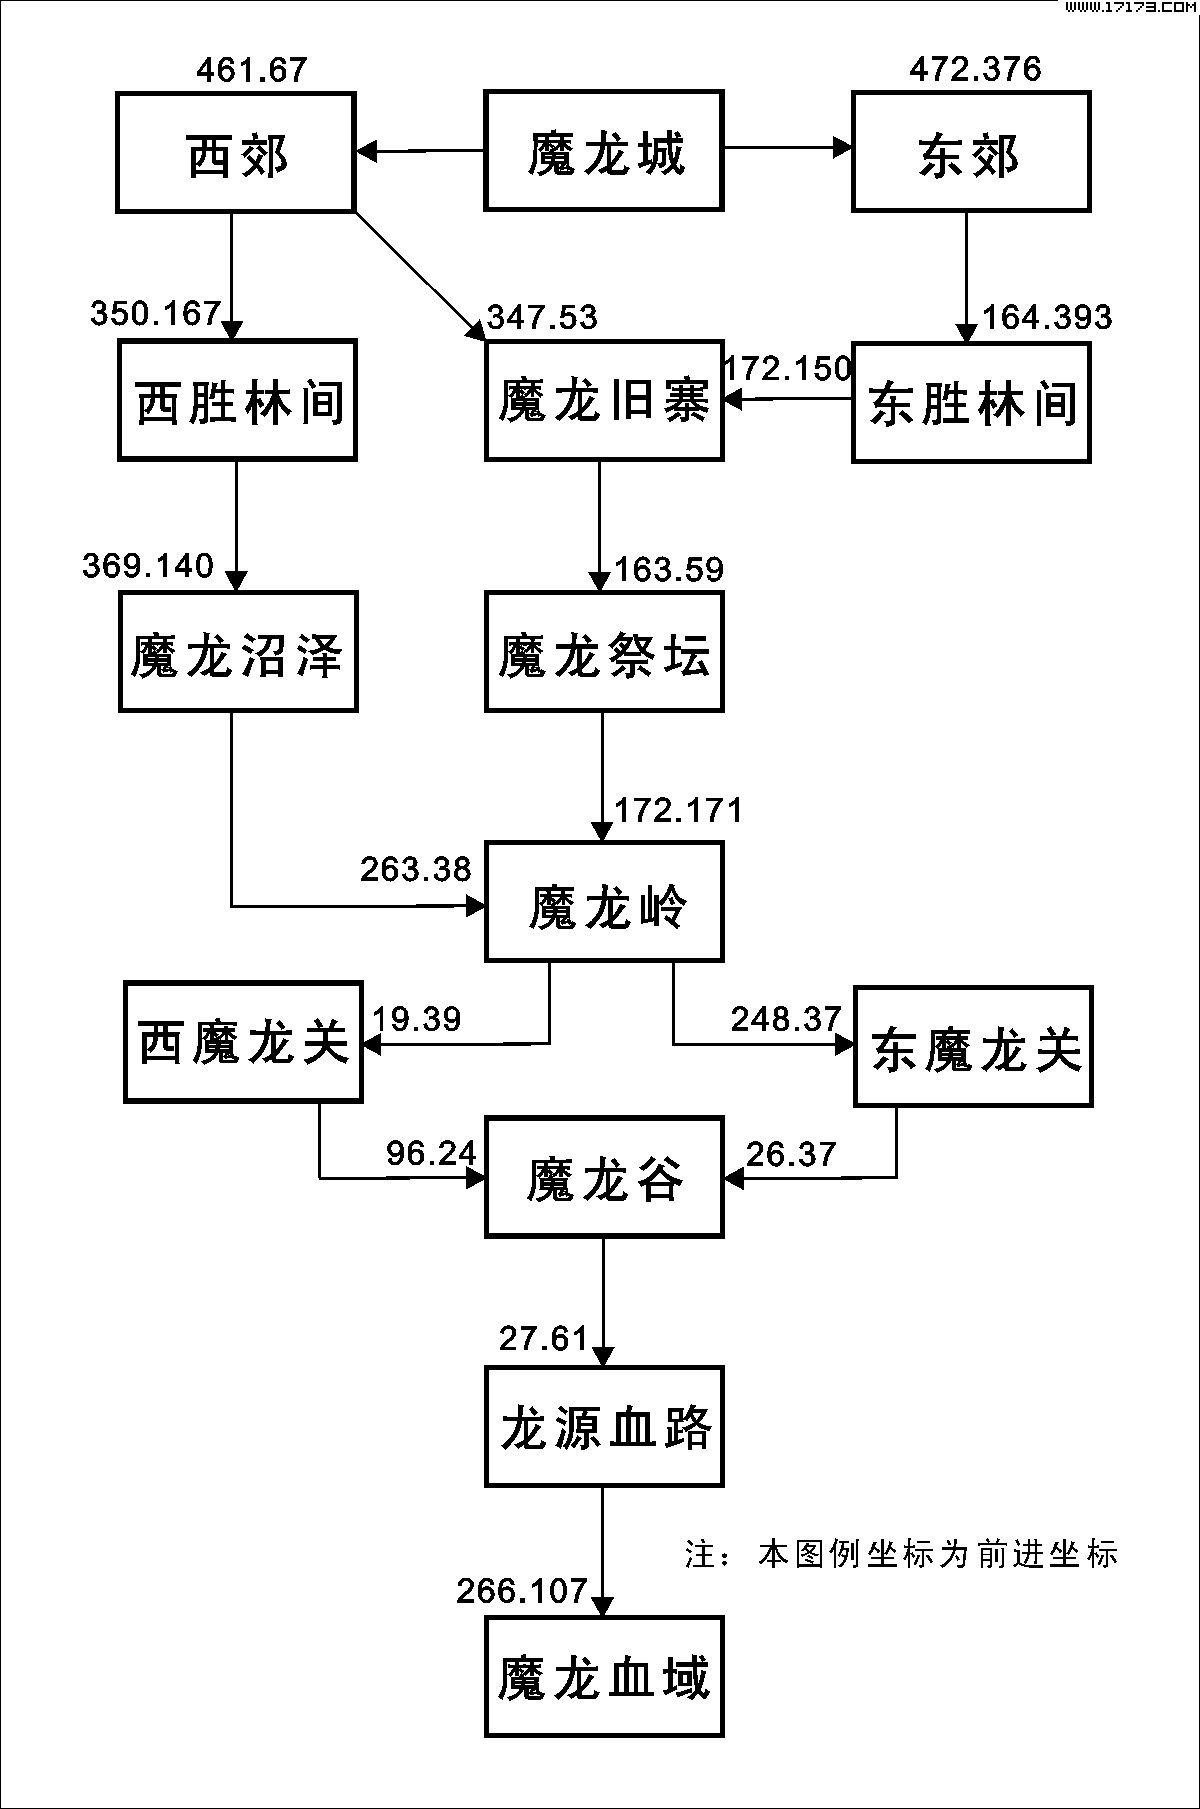 WWW.17173.COM
461.67
472.376
西郊
魔龙城
东郊
350.167
347.53
164.393
172.150
西胜林间
魔龙旧寨
东胜林间
369.140
163.59
魔龙沼泽
魔龙祭坛
172.171
263.38
魔龙岭
19.39
248.37
西魔龙关
东魔龙关
96.24
26.37
魔龙谷
27.61
龙源血路
注：本图例坐标为前进坐标
266.107
魔龙血域